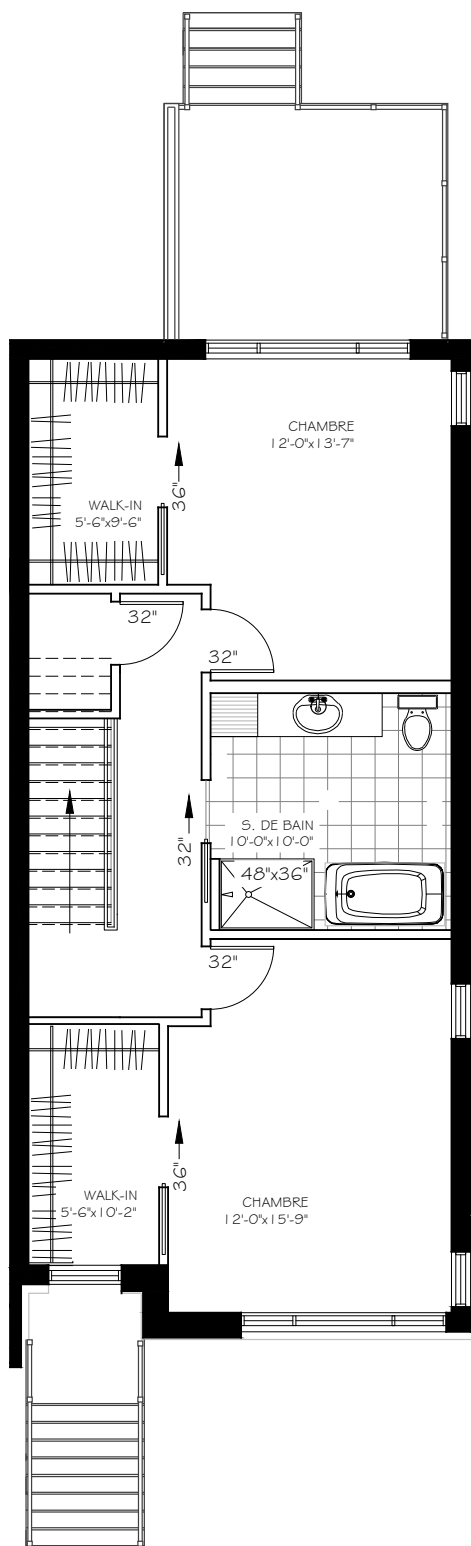 CHAMBRE
12'-0"x13'-7"
36"
WALK-IN
5'-6"x9'-6"
32"
32"
S. DE BAIN
10'-0"x10'-0"
32"
48"x36"
32"
36"
WALK-IN
5'-6"x10'-2"
CHAMBRE
12'-0"x15'-9"